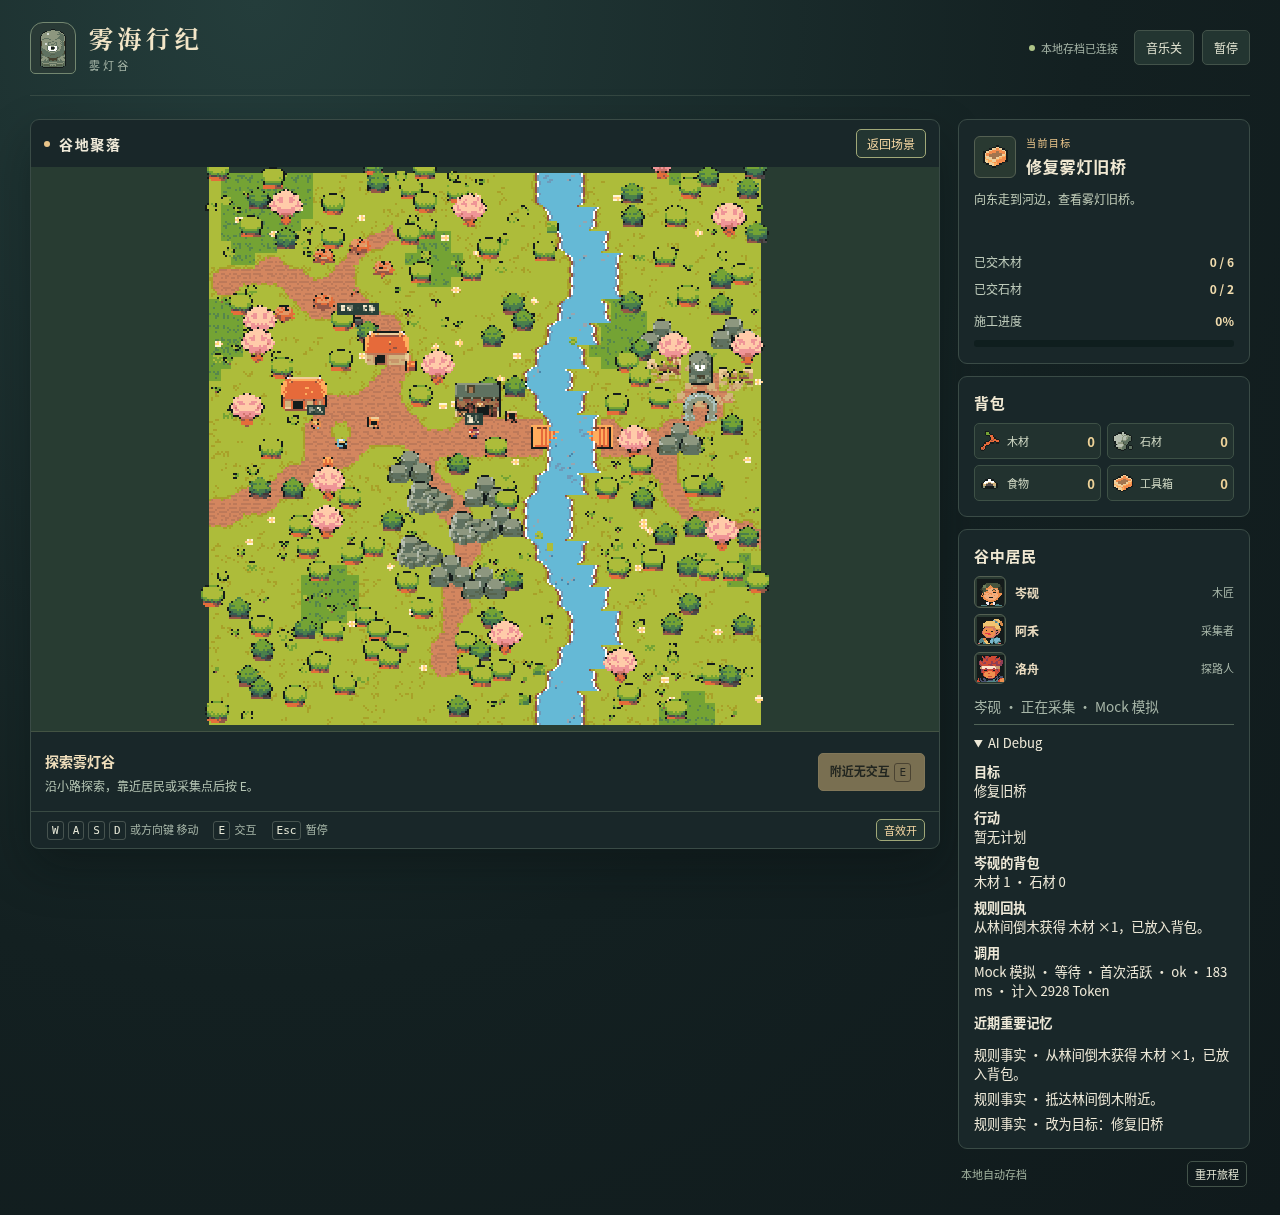 雾海行纪
雾灯谷
本地存档已连接
音乐关
暂停
谷地聚落
返回场景
探索雾灯谷
沿小路探索，靠近居民或采集点后按 E。
附近无交互 E
W A S D 或方向键 移动 E 交互 Esc 暂停
音效开
当前目标
修复雾灯旧桥
向东走到河边，查看雾灯旧桥。
已交木材 0 / 6
已交石材 0 / 2
施工进度 0%
背包
木材 0
石材 0
食物 0
工具箱 0
谷中居民
岑砚 木匠
阿禾 采集者
洛舟 探路人
岑砚 · 正在采集 · Mock 模拟
▼ AI Debug
目标
修复旧桥
行动
暂无计划
岑砚的背包
木材 1 · 石材 0
规则回执
从林间倒木获得 木材 ×1，已放入背包。
调用
Mock 模拟 · 等待 · 首次活跃 · ok · 183
ms · 计入 2928 Token
近期重要记忆
规则事实 · 从林间倒木获得 木材 ×1，已放
入背包。
规则事实 · 抵达林间倒木附近。
规则事实 · 改为目标：修复旧桥
本地自动存档
重开旅程